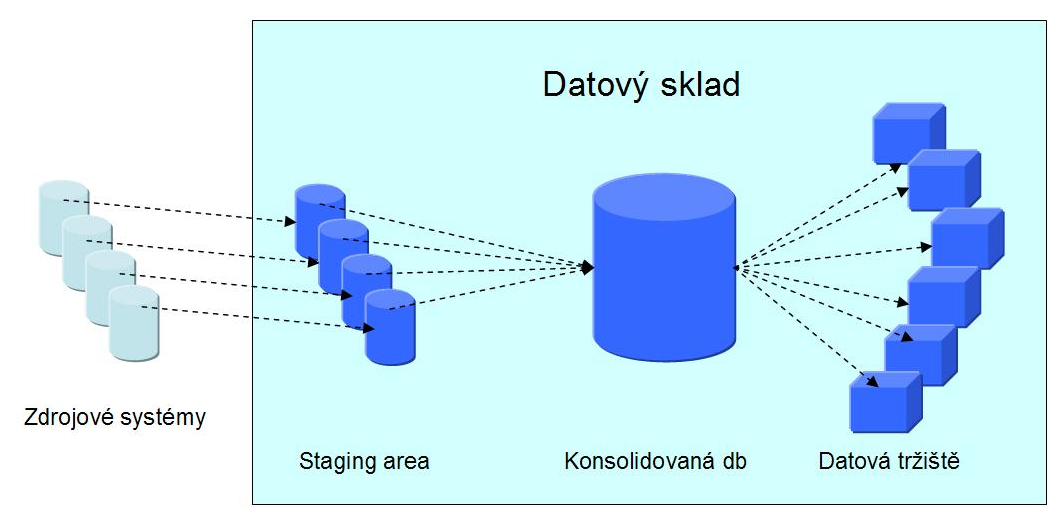 Datový sklad
Zdrojové systémy
Staging area
Konsolidovaná db
Datová tržiště